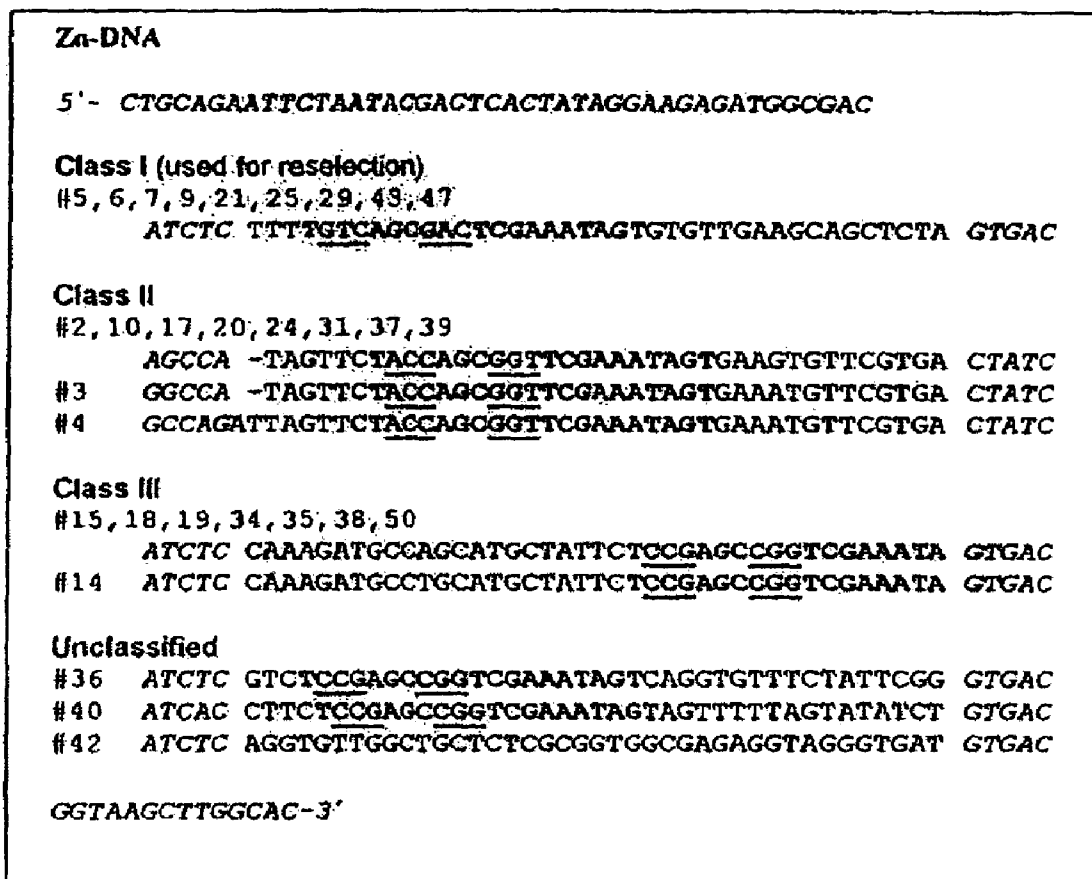 Zn-DNA
5'- CTGCAGAATTCTAATACGACTCACTATAGGAAGAGATGGCGAC
Class I (used for reselection)
#5, 6, 7, 9, 21, 25, 29, 43, 47
ATCTC TTTTGTCAGCGACTCGAAATAGTGTGTTGAAGCAGCTCTA GTGAC
Class II
#2, 10, 17, 20, 24, 31, 37, 39
AGCCA -TAGTTCTACCAGCGGTTCGAAATAGTGAAGTGTTCGTGA CTATC
#3 GGCCA -TAGTTCTACCAGCGGTTCGAAATAGTGAAATGTTCGTGA CTATC
#4 GCCAGATTAGTTCTACCAGCGGTTCGAAATAGTGAAATGTTCGTGA CTATC
Class III
#15, 18, 19, 34, 35, 38, 50
ATCTC CAAAGATGCCAGCATGCTATTCTCCGAGCCGGTCGAAATA GTGAC
#14 ATCTC CAAAGATGCCTGCATGCTATTCTCCGAGCCGGTCGAAATA GTGAC
Unclassified
#36 ATCTC GTCTCCGAGCCGGTCGAAATAGTCAGGTGTTTCTATTCGG GTGAC
#40 ATCAC CTTCTCCGAGCCGGTCGAAATAGTAGTTTTTAGTATATCT GTGAC
#42 ATCTC AGGTGTTGGCTGCTCTCGCGGTGGCGAGAGGTAGGGTGAT GTGAC
GGTAAGCTTGGCAC-3'